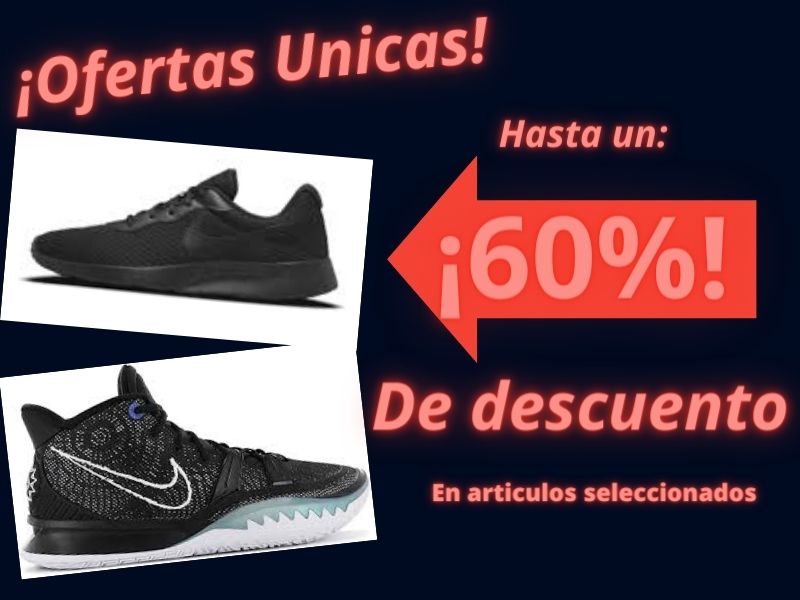 ¡Ofertas Unicas!
Hasta un:
¡60%!
De descuento
En articulos seleccionados